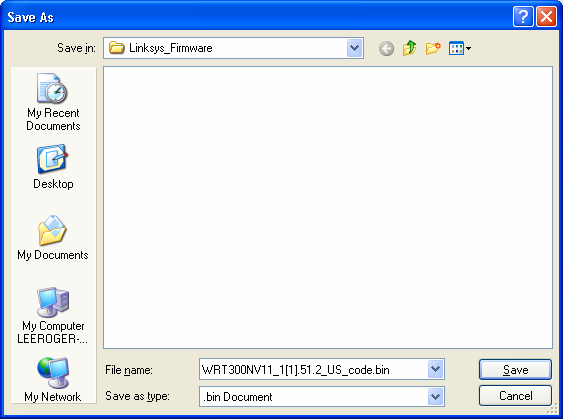 Save As
Save in: Linksys_Firmware
My Recent
Documents
Desktop
My Documents
My Computer
LEEROGER-...
My Network
File name: WRT300NV11_1[1].51.2_US_code.bin Save
Save as type: .bin Document Cancel